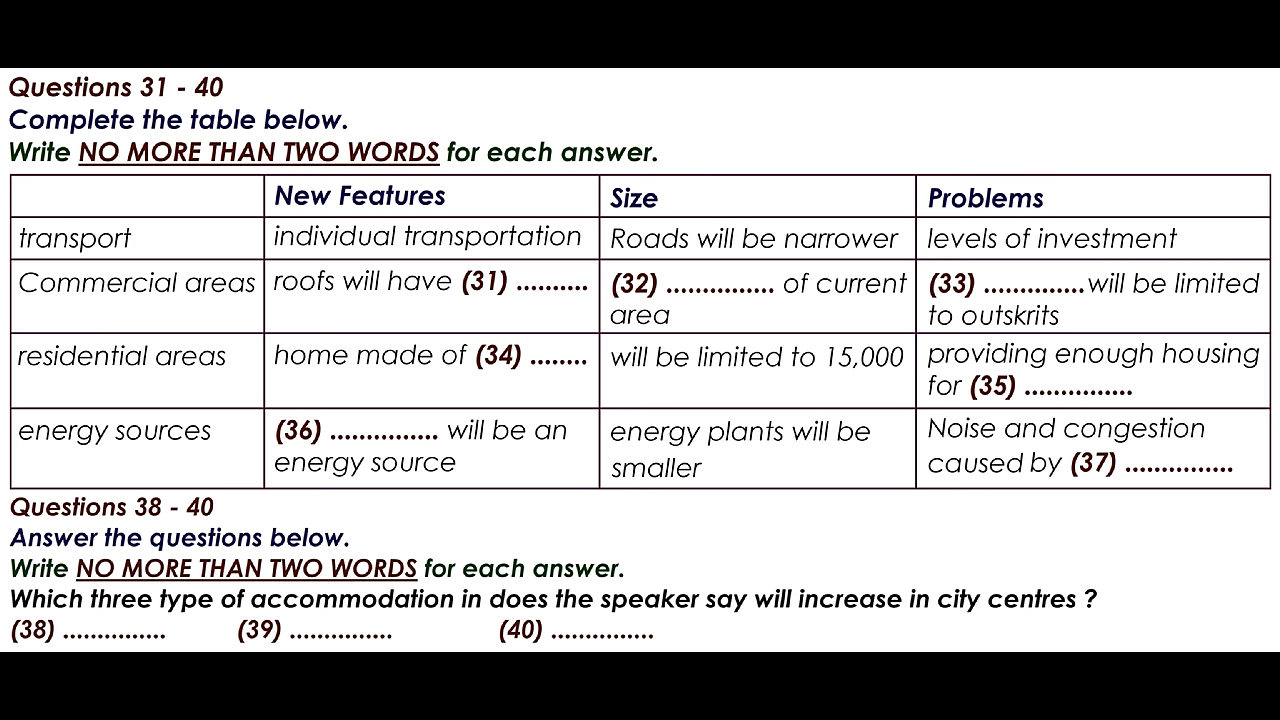 Questions 31 - 40
Complete the table below.
Write NO MORE THAN TWO WORDS for each answer.
New Features Size Problems
transport individual transportation Roads will be narrower levels of investment
Commercial areas roofs will have (31) .......... (32) ............... of current area (33) ..............will be limited to outskrits
residential areas home made of (34) ........ will be limited to 15,000 providing enough housing for (35) ...............
energy sources (36) ............... will be an energy source energy plants will be smaller Noise and congestion caused by (37) ...............
Questions 38 - 40
Answer the questions below.
Write NO MORE THAN TWO WORDS for each answer.
Which three type of accommodation in does the speaker say will increase in city centres ?
(38) ............... (39) ............... (40) ...............